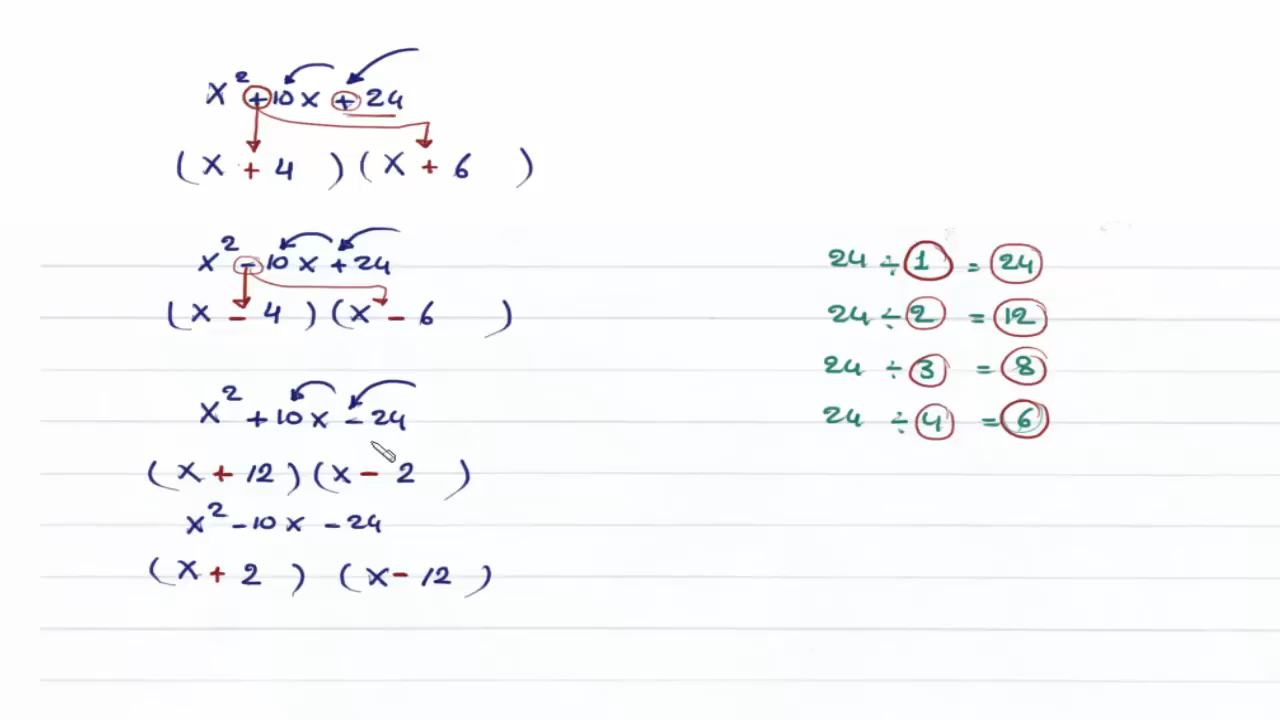 x² + 10x + 24
(x + 4 ) (x + 6 )
x² - 10x + 24
(x - 4 ) (x - 6 )
x² + 10x - 24
(x + 12 ) (x - 2 )
x² - 10x - 24
(x + 2 ) (x - 12 )
24 ÷ 1 = 24
24 ÷ 2 = 12
24 ÷ 3 = 8
24 ÷ 4 = 6